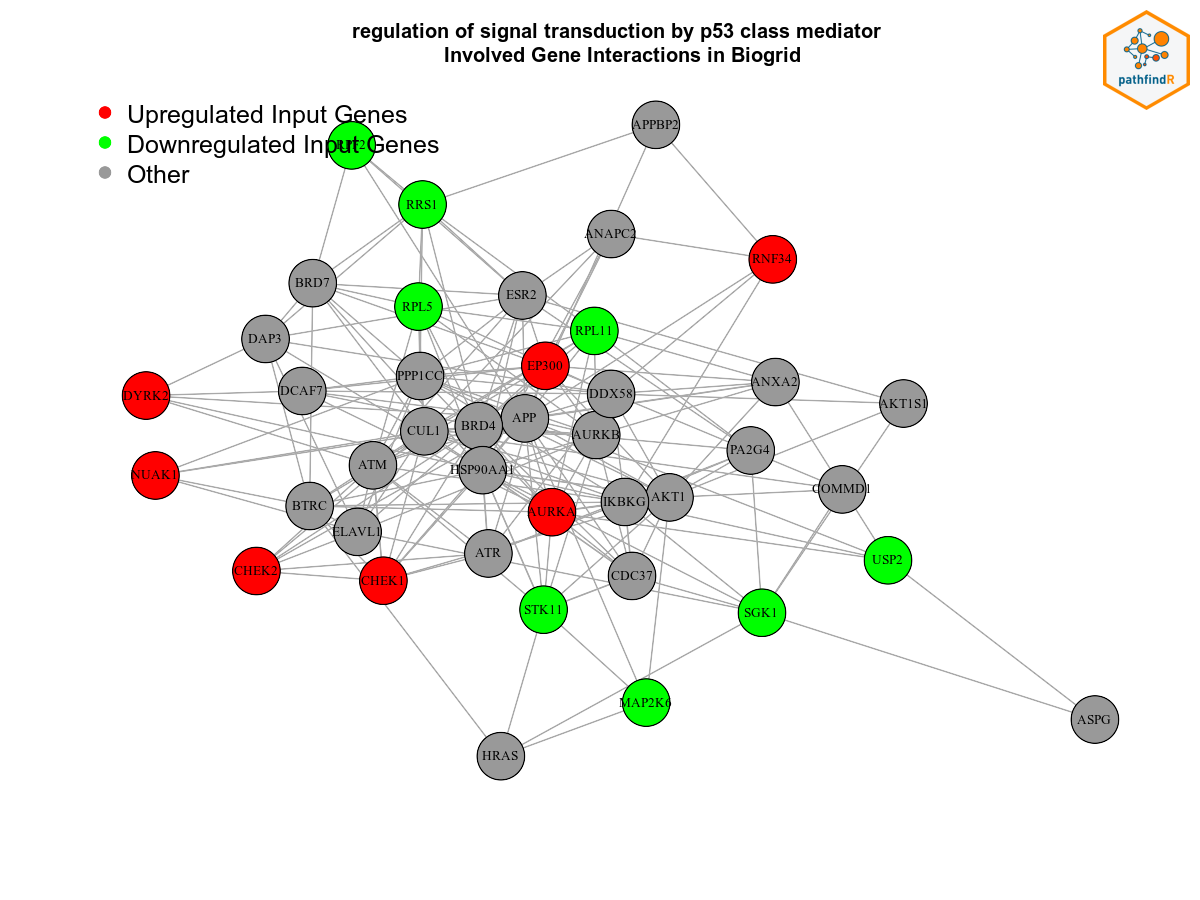 regulation of signal transduction by p53 class mediator
Involved Gene Interactions in Biogrid
pathfindR
Upregulated Input Genes
Downregulated Input Genes
Other
APPBP2
RRS1
ANAPC2
RNF34
BRD7
ESR2
RPL5
RPL11
DAP3
EP300
PPP1CC
ANXA2
DCAF7
DDX58
DYRK2
AKT1S1
APP
BRD4
CUL1
AURKB
PA2G4
ATM
HSP90AA1
NUAK1
COMMD1
AKT1
IKBKG
BTRC
AURKA
ELAVL1
ATR
USP2
CHEK2
CHEK1
CDC37
STK11
SGK1
MAP2K6
ASPG
HRAS